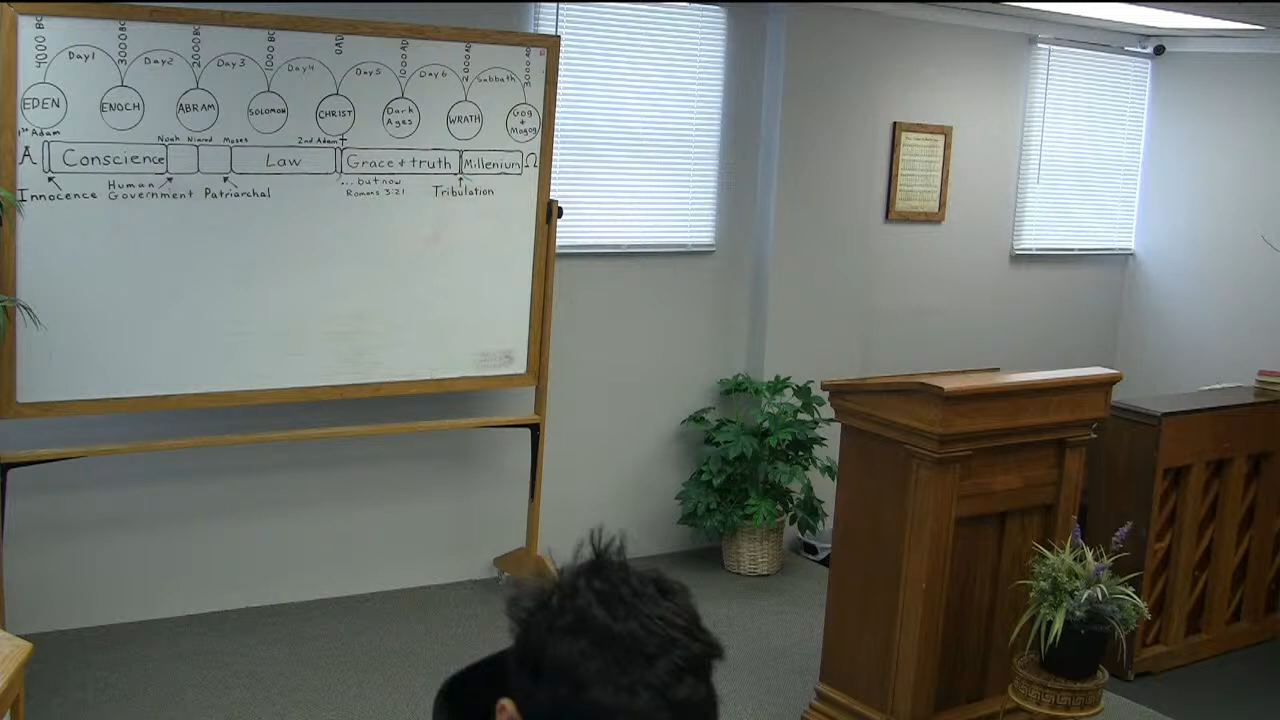 4000 BC 3000 BC 2000 BC 1000 BC 0AD 1000 AD 2000 AD 3000 AD
Day1 Day2 Day3 Day4 Day5 Day6 Sabbath
EDEN ENOCH ABRAM SOLOMON CHRIST Dark Ages WRATH Gog + Magog
1st Adam Noah Nimrod Moses 2nd Adam
A Conscience Law Grace + truth Millenium Ω
Innocence Human Government Patriarchal ...but now Romans 3:21 Tribulation